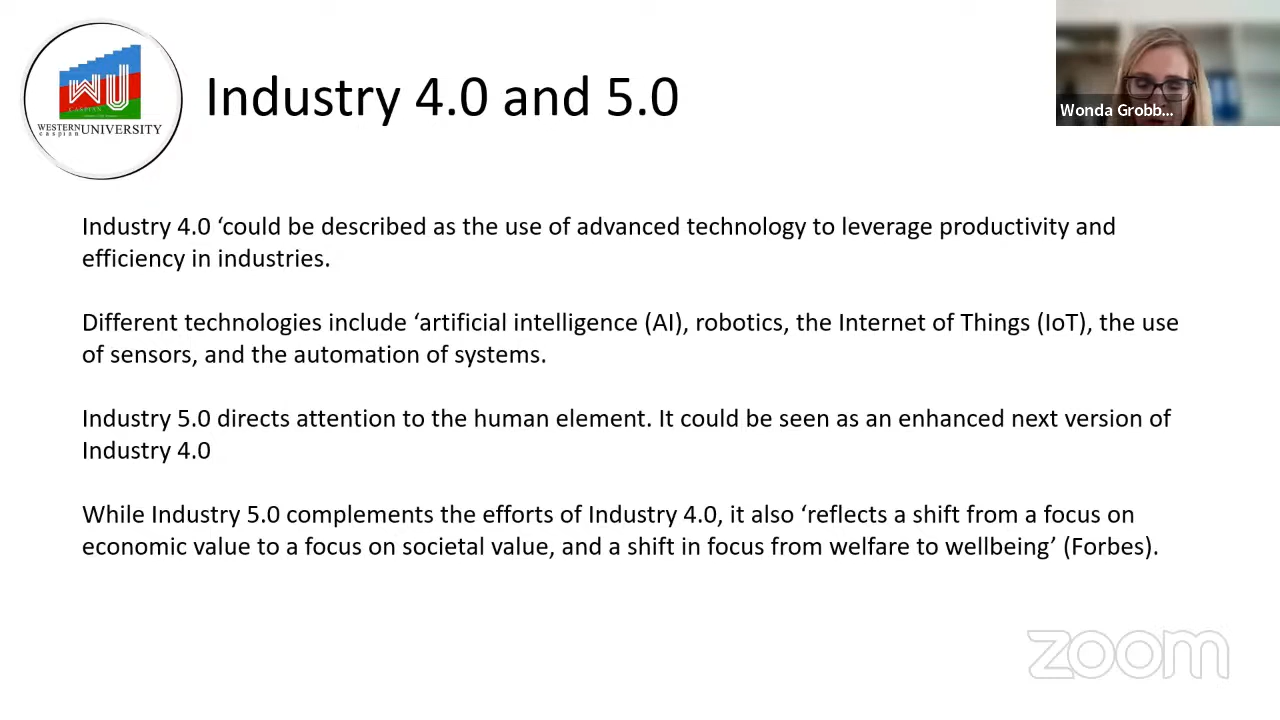 WU
CASPIAN
WESTERN UNIVERSITY
caspian
Industry 4.0 and 5.0
Wonda Grobb...
Industry 4.0 ‘could be described as the use of advanced technology to leverage productivity and
efficiency in industries.
Different technologies include ‘artificial intelligence (AI), robotics, the Internet of Things (IoT), the use
of sensors, and the automation of systems.
Industry 5.0 directs attention to the human element. It could be seen as an enhanced next version of
Industry 4.0
While Industry 5.0 complements the efforts of Industry 4.0, it also ‘reflects a shift from a focus on
economic value to a focus on societal value, and a shift in focus from welfare to wellbeing’ (Forbes).
zoom